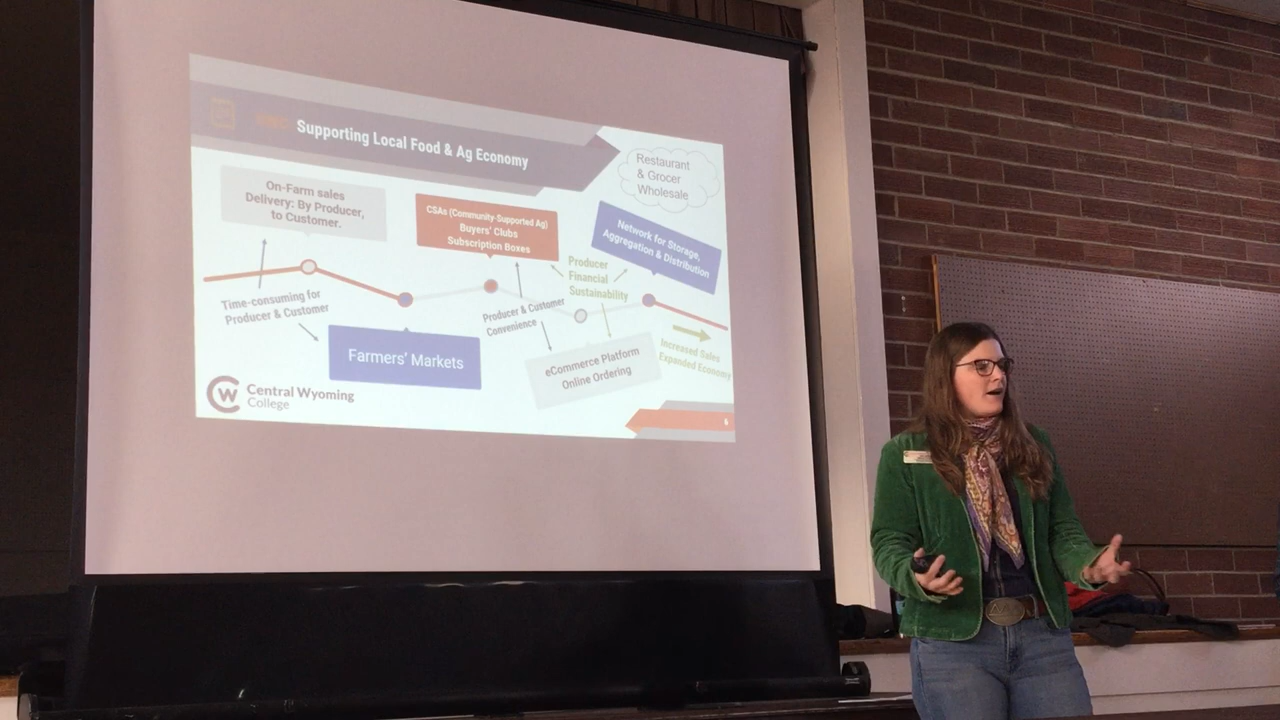 Supporting Local Food & Ag Economy
Restaurant
& Grocer
Wholesale
On-Farm sales
Delivery: By Producer,
to Customer.
CSAs (Community-Supported Ag)
Buyers' Clubs
Subscription Boxes
Network for Storage,
Aggregation & Distribution
Producer
Financial
Sustainability
Time-consuming for
Producer & Customer
Producer & Customer
Convenience
Farmers' Markets
eCommerce Platform
Online Ordering
Increased Sales
Expanded Economy
CW
Central Wyoming
College
6